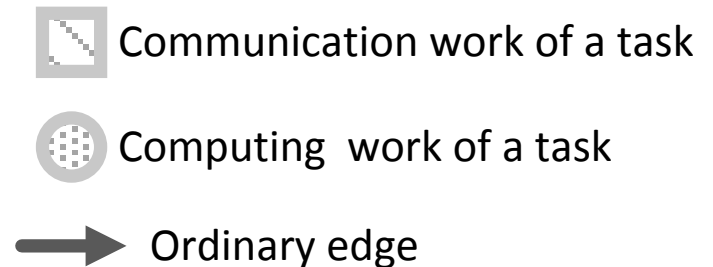 Communication work of a task
Computing work of a task
Ordinary edge